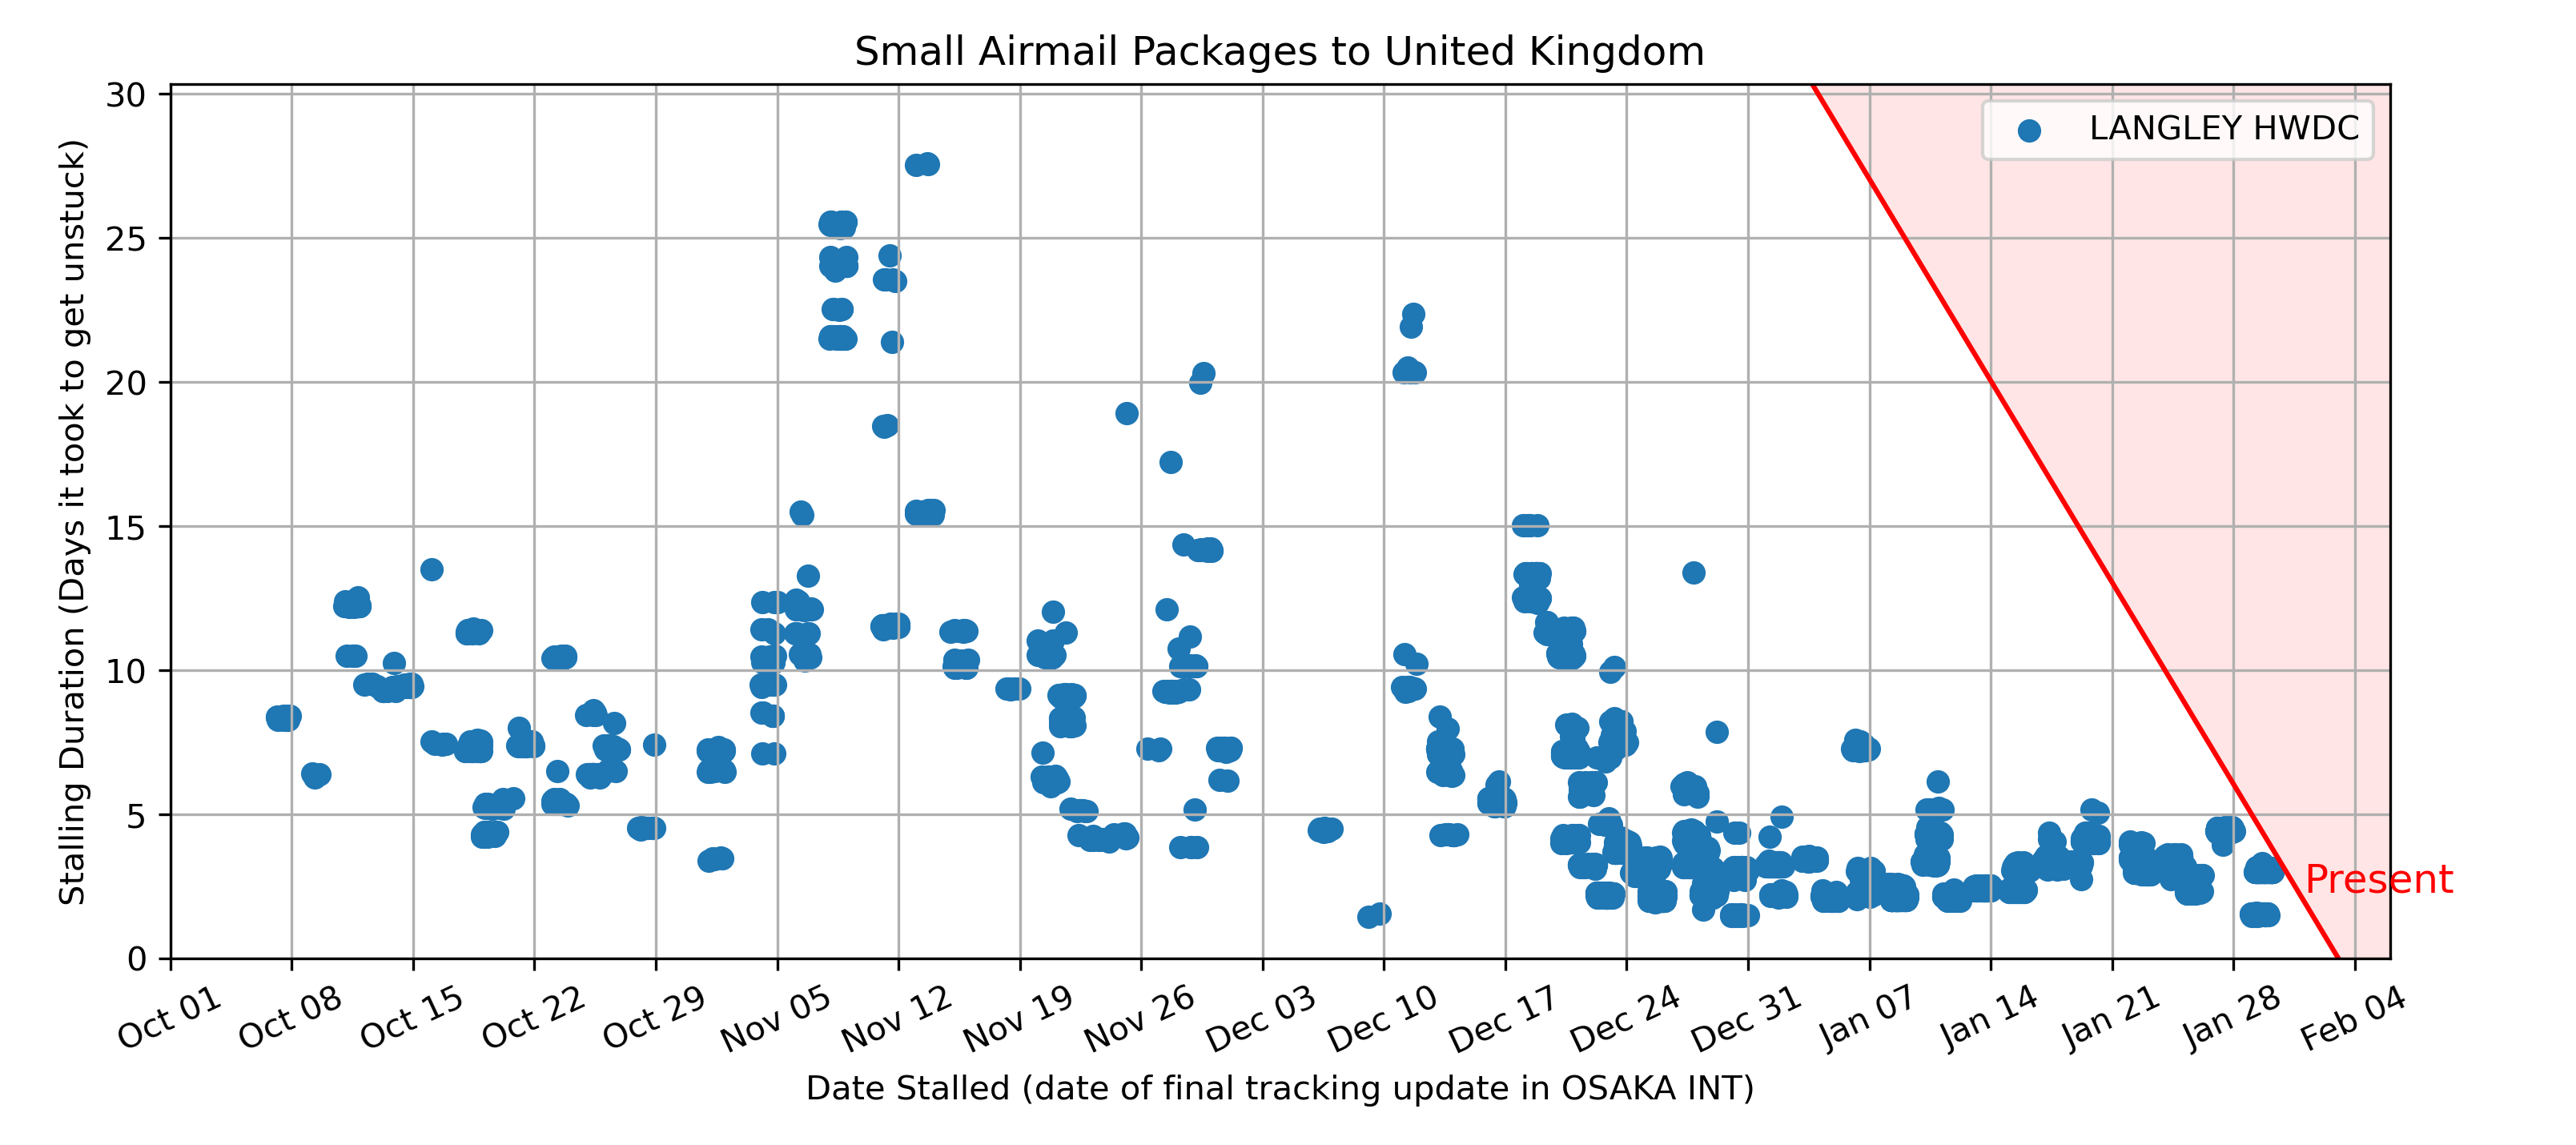 Small Airmail Packages to United Kingdom
LANGLEY HWDC
Present
Stalling Duration (Days it took to get unstuck)
30
25
20
15
10
5
0
Oct 01
Oct 08
Oct 15
Oct 22
Oct 29
Nov 05
Nov 12
Nov 19
Nov 26
Dec 03
Dec 10
Dec 17
Dec 24
Dec 31
Jan 07
Jan 14
Jan 21
Jan 28
Feb 04
Date Stalled (date of final tracking update in OSAKA INT)